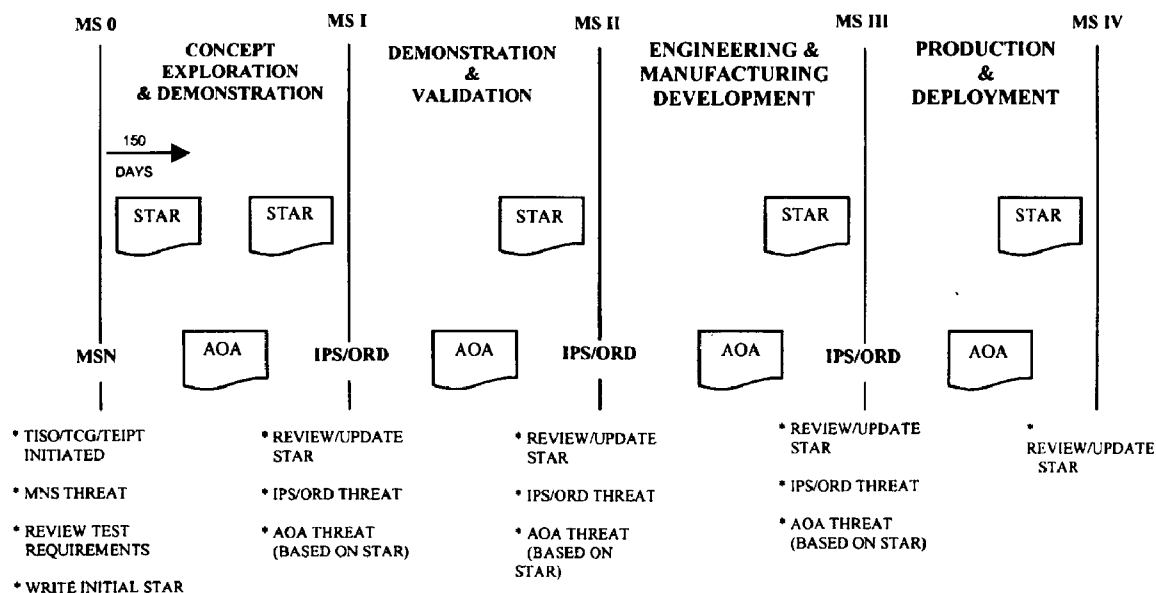 MS 0
MS I
MS II
MS III
MS IV
CONCEPT
EXPLORATION
& DEMONSTRATION
DEMONSTRATION
&
VALIDATION
ENGINEERING &
MANUFACTURING
DEVELOPMENT
PRODUCTION
&
DEPLOYMENT
150
DAYS
STAR
STAR
STAR
STAR
STAR
MSN
AOA
IPS/ORD
AOA
IPS/ORD
AOA
IPS/ORD
AOA
* TISO/TCG/TEIPT
INITIATED
* MNS THREAT
* REVIEW TEST
REQUIREMENTS
* WRITE INITIAL STAR
* REVIEW/UPDATE
STAR
* IPS/ORD THREAT
* AOA THREAT
(BASED ON STAR)
* REVIEW/UPDATE
STAR
* IPS/ORD THREAT
* AOA THREAT
(BASED ON
STAR)
* REVIEW/UPDATE
STAR
* IPS/ORD THREAT
* AOA THREAT
(BASED ON STAR)
*
REVIEW/UPDATE
STAR